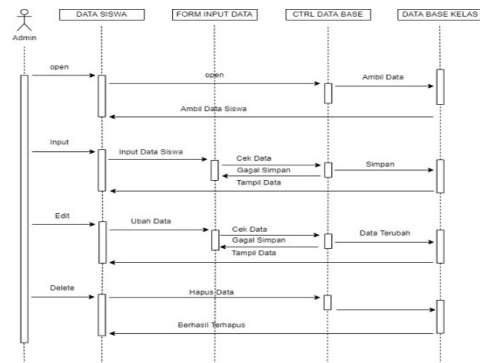 DATA SISWA
FORM INPUT DATA
CTRL DATA BASE
DATA BASE KELAS
Admin
open
open
Ambil Data
Ambil Data Siswa
Input
Input Data Siswa
Cek Data
Simpan
Gagal Simpan
Tampil Data
Edit
Ubah Data
Cek Data
Data Terubah
Gagal Simpan
Tampil Data
Delete
Hapus Data
Berhasil Terhapus